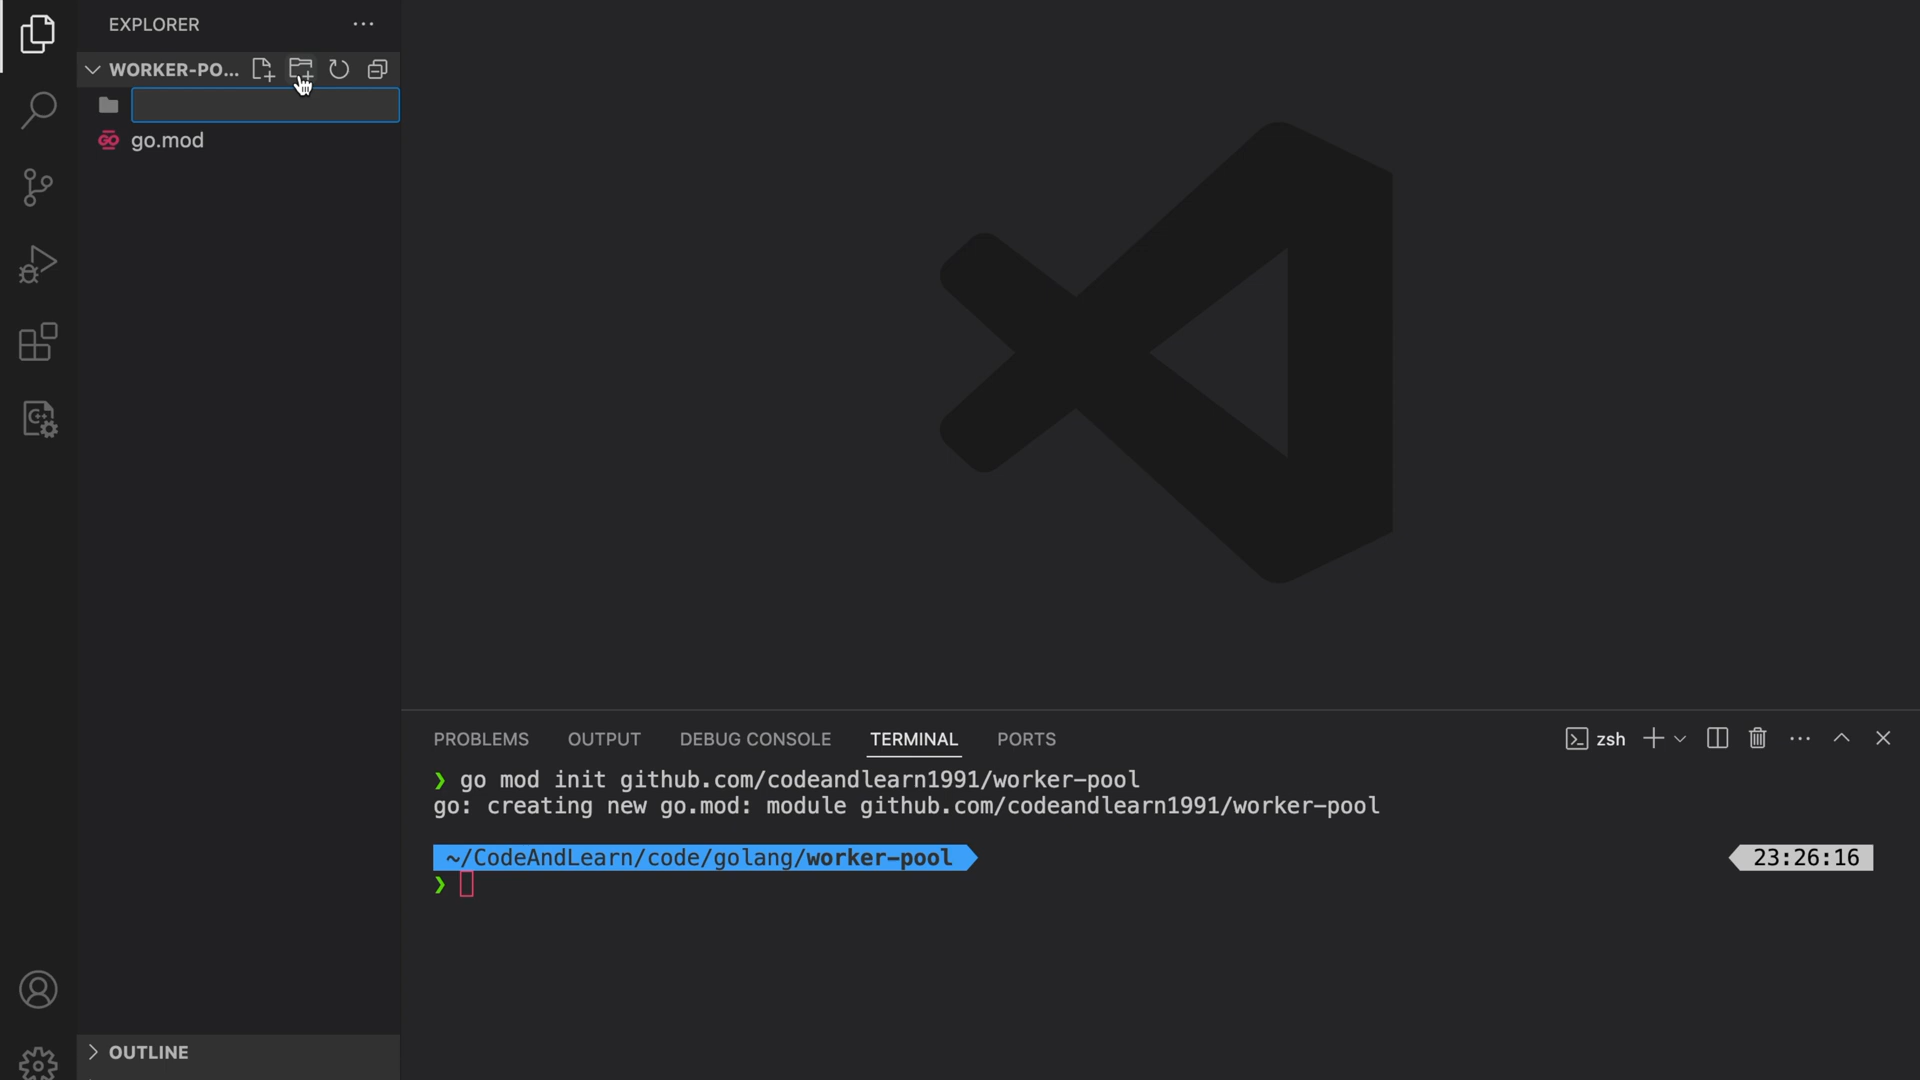 EXPLORER
WORKER-PO...
go.mod
OUTLINE
PROBLEMS OUTPUT DEBUG CONSOLE TERMINAL PORTS
zsh
❯ go mod init github.com/codeandlearn1991/worker-pool
go: creating new go.mod: module github.com/codeandlearn1991/worker-pool
~/CodeAndLearn/code/golang/worker-pool 23:26:16
❯